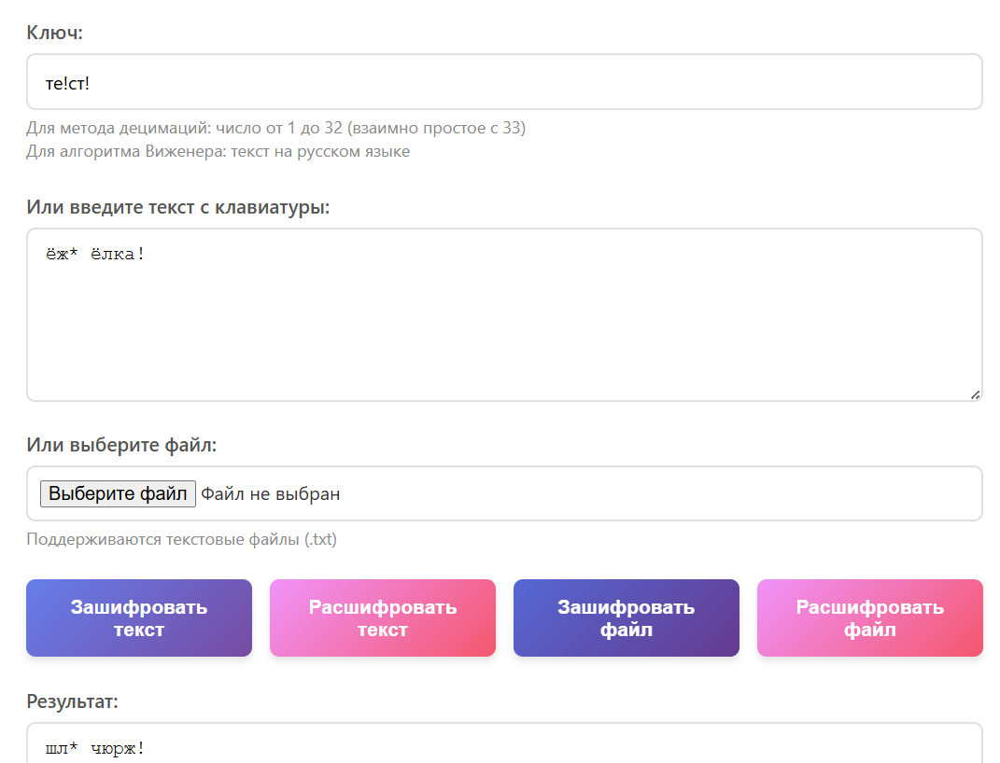 Ключ:
те!ст!
Для метода децимаций: число от 1 до 32 (взаимно простое с 33)
Для алгоритма Виженера: текст на русском языке
Или введите текст с клавиатуры:
ёж* ёлка!
Или выберите файл:
Выберите файл Файл не выбран
Поддерживаются текстовые файлы (.txt)
Зашифровать
текст
Расшифровать
текст
Зашифровать
файл
Расшифровать
файл
Результат:
шл* чюрж!